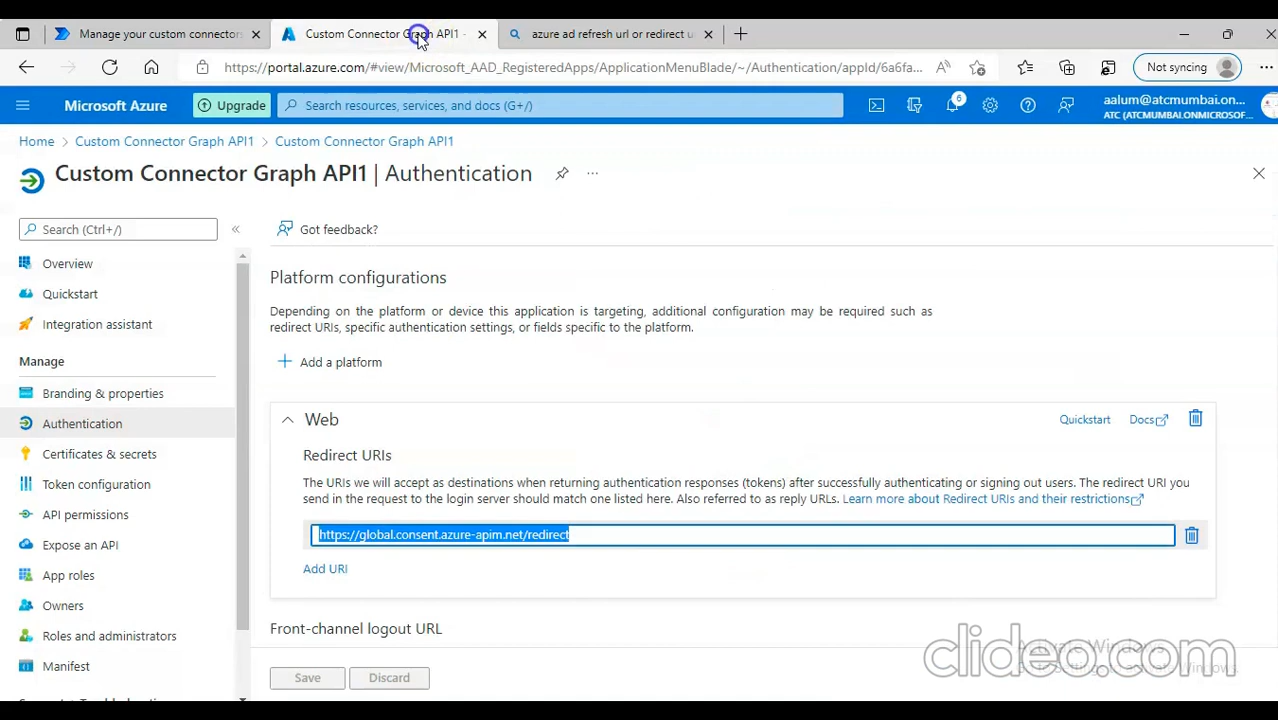 Manage your custom connectors
Custom Connector Graph API1 -
azure ad refresh url or redirect u
https://portal.azure.com/#view/Microsoft_AAD_RegisteredApps/ApplicationMenuBlade/~/Authentication/appId/6a6fa...
Not syncing
Microsoft Azure
Upgrade
Search resources, services, and docs (G+/)
6
aalum@atcmumbai.on...
ATC (ATCMUMBAI.ONMICROSOF...
Home > Custom Connector Graph API1 > Custom Connector Graph API1
Custom Connector Graph API1 | Authentication
Search (Ctrl+/)
Got feedback?
Overview
Quickstart
Integration assistant
Manage
Branding & properties
Authentication
Certificates & secrets
Token configuration
API permissions
Expose an API
App roles
Owners
Roles and administrators
Manifest
Platform configurations
Depending on the platform or device this application is targeting, additional configuration may be required such as
redirect URIs, specific authentication settings, or fields specific to the platform.
Add a platform
Web
Quickstart
Docs
Redirect URIs
The URIs we will accept as destinations when returning authentication responses (tokens) after successfully authenticating or signing out users. The redirect URI you
send in the request to the login server should match one listed here. Also referred to as reply URLs. Learn more about Redirect URIs and their restrictions
https://global.consent.azure-apim.net/redirect
Add URI
Front-channel logout URL
Save
Discard
Activate Windows
clideo.com